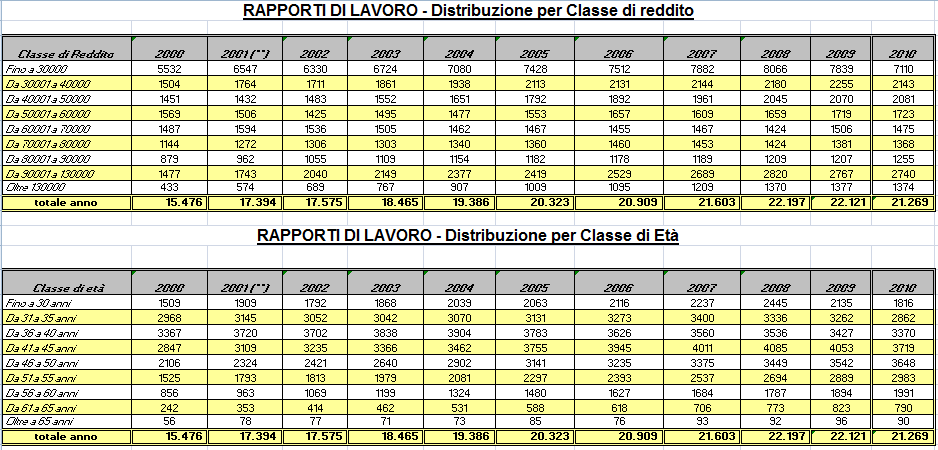 RAPPORTI DI LAVORO - Distribuzione per Classe di reddito
Classe di Reddito 2000 2001(**) 2002 2003 2004 2005 2006 2007 2008 2009 2010
Fino a 30000 5532 6547 6330 6724 7080 7428 7512 7882 8066 7839 7110
Da 30001 a 40000 1504 1764 1711 1861 1938 2113 2131 2144 2180 2255 2143
Da 40001 a 50000 1451 1432 1483 1552 1651 1792 1892 1961 2045 2070 2081
Da 50001 a 60000 1569 1506 1425 1495 1477 1553 1657 1609 1659 1719 1723
Da 60001 a 70000 1487 1594 1536 1505 1462 1467 1455 1467 1424 1506 1475
Da 70001 a 80000 1144 1272 1306 1303 1340 1360 1460 1453 1424 1381 1368
Da 80001 a 90000 879 962 1055 1109 1154 1182 1178 1189 1209 1207 1255
Da 90001 a 130000 1477 1743 2040 2149 2377 2419 2529 2689 2820 2767 2740
Oltre 130000 433 574 689 767 907 1009 1095 1209 1370 1377 1374
totale anno 15.476 17.394 17.575 18.465 19.386 20.323 20.909 21.603 22.197 22.121 21.269
RAPPORTI DI LAVORO - Distribuzione per Classe di Età
Classe di età 2000 2001(**) 2002 2003 2004 2005 2006 2007 2008 2009 2010
Fino a 30 anni 1509 1909 1792 1868 2039 2063 2116 2237 2445 2135 1816
Da 31 a 35 anni 2968 3145 3052 3042 3070 3131 3273 3400 3336 3262 2862
Da 36 a 40 anni 3367 3720 3702 3838 3904 3783 3626 3560 3536 3427 3370
Da 41 a 45 anni 2847 3109 3235 3366 3462 3755 3945 4011 4085 4053 3719
Da 46 a 50 anni 2106 2324 2421 2640 2902 3141 3235 3375 3449 3542 3648
Da 51 a 55 anni 1525 1793 1813 1979 2081 2297 2393 2537 2694 2889 2983
Da 56 a 60 anni 856 963 1069 1199 1324 1480 1627 1684 1787 1894 1991
Da 61 a 65 anni 242 353 414 462 531 588 618 706 773 823 790
Oltre a 65 anni 56 78 77 71 73 85 76 93 92 96 90
totale anno 15.476 17.394 17.575 18.465 19.386 20.323 20.909 21.603 22.197 22.121 21.269